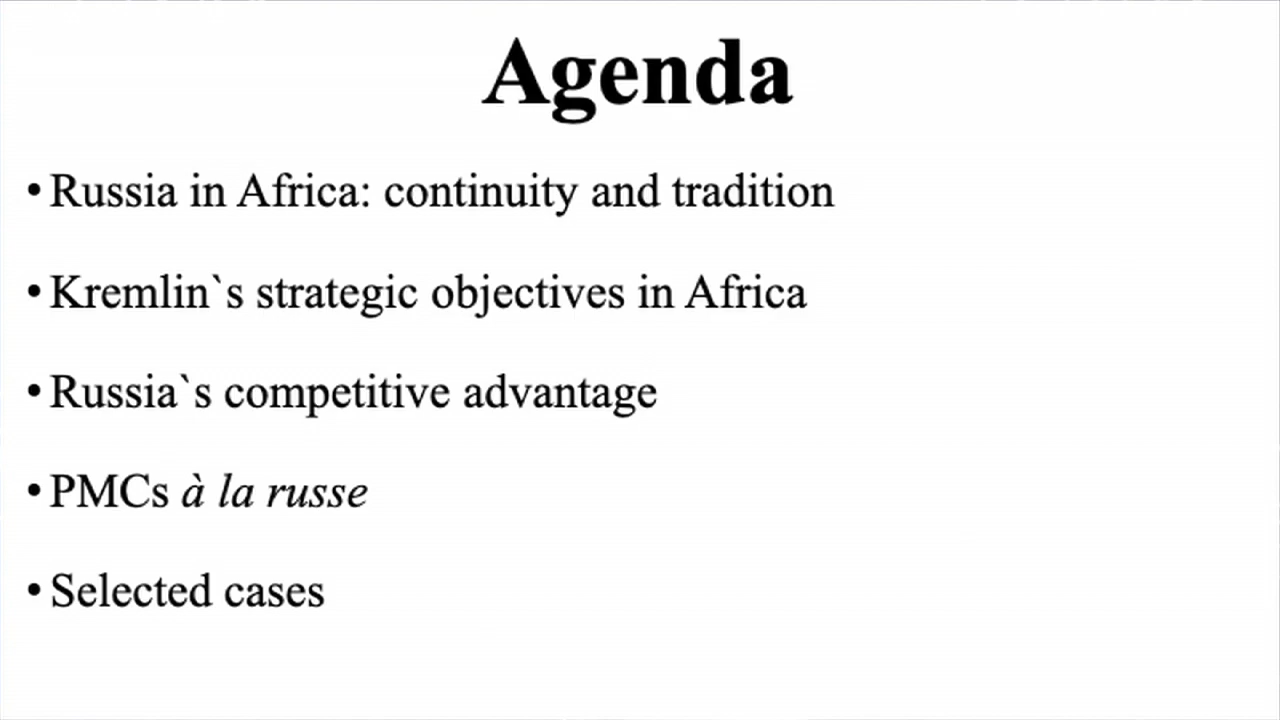 Agenda
• Russia in Africa: continuity and tradition
• Kremlin`s strategic objectives in Africa
• Russia`s competitive advantage
• PMCs à la russe
• Selected cases